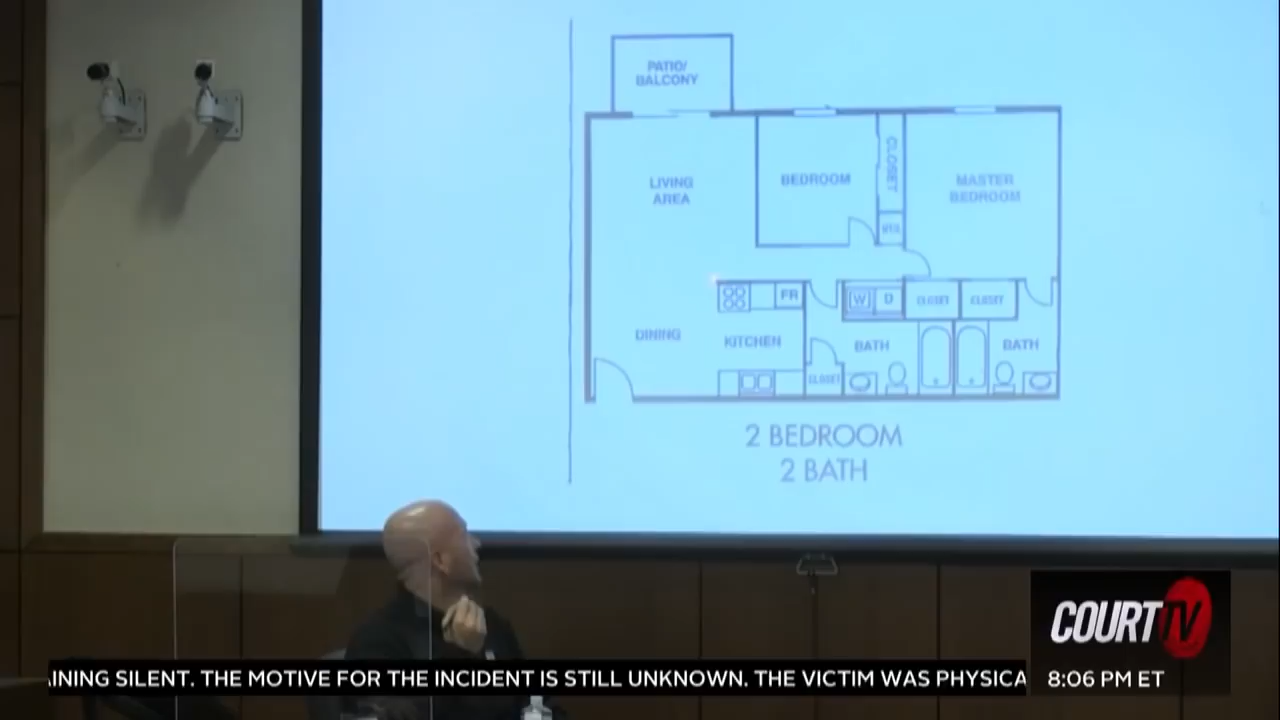 PATIO/
BALCONY
LIVING
AREA
BEDROOM
CLOSET
MASTER
BEDROOM
FR
W
D
CLOSET
CLOSET
DINING
KITCHEN
BATH
BATH
CLOSET
2 BEDROOM
2 BATH
COURT TV
AINING SILENT. THE MOTIVE FOR THE INCIDENT IS STILL UNKNOWN. THE VICTIM WAS PHYSICA
8:06 PM ET